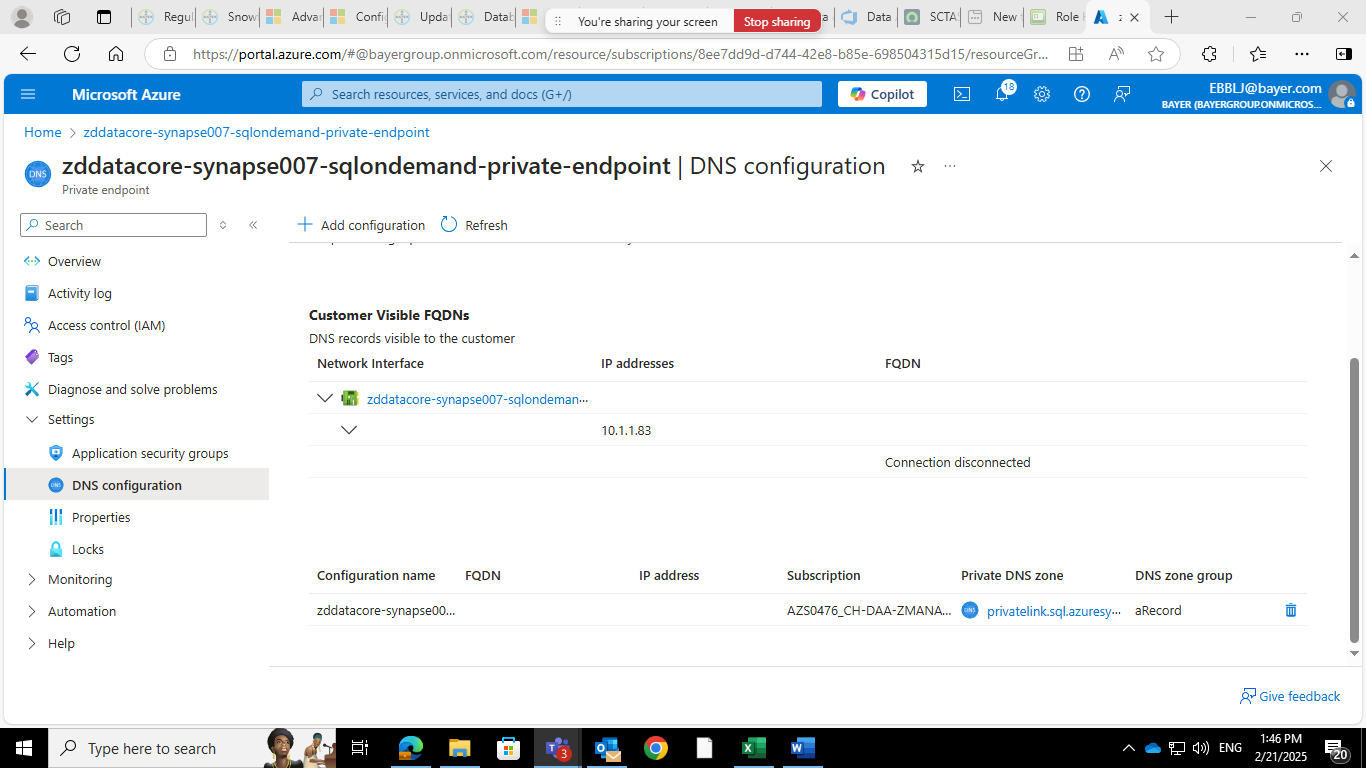 Regul
Snow
Advar
Config
Upda
Datab
You're sharing your screen
Stop sharing
Data
SCTAS
New
Role
https://portal.azure.com/#@bayergroup.onmicrosoft.com/resource/subscriptions/8ee7dd9d-d744-42e8-b85e-698504315d15/resourceGr...
Microsoft Azure
Search resources, services, and docs (G+/)
Copilot
18
EBBLJ@bayer.com
BAYER (BAYERGROUP.ONMICROS...
Home > zddatacore-synapse007-sqlondemand-private-endpoint
DNS
zddatacore-synapse007-sqlondemand-private-endpoint | DNS configuration
Private endpoint
Search
Add configuration
Refresh
Overview
Activity log
Access control (IAM)
Tags
Diagnose and solve problems
Settings
Application security groups
DNS configuration
Properties
Locks
Monitoring
Automation
Help
Customer Visible FQDNs
DNS records visible to the customer
Network Interface IP addresses FQDN
zddatacore-synapse007-sqlondeman...
10.1.1.83
Connection disconnected
Configuration name FQDN IP address Subscription Private DNS zone DNS zone group
zddatacore-synapse00... AZS0476_CH-DAA-ZMANA... privatelink.sql.azuresy... aRecord
Give feedback
Type here to search
3
ENG
1:46 PM
2/21/2025
20